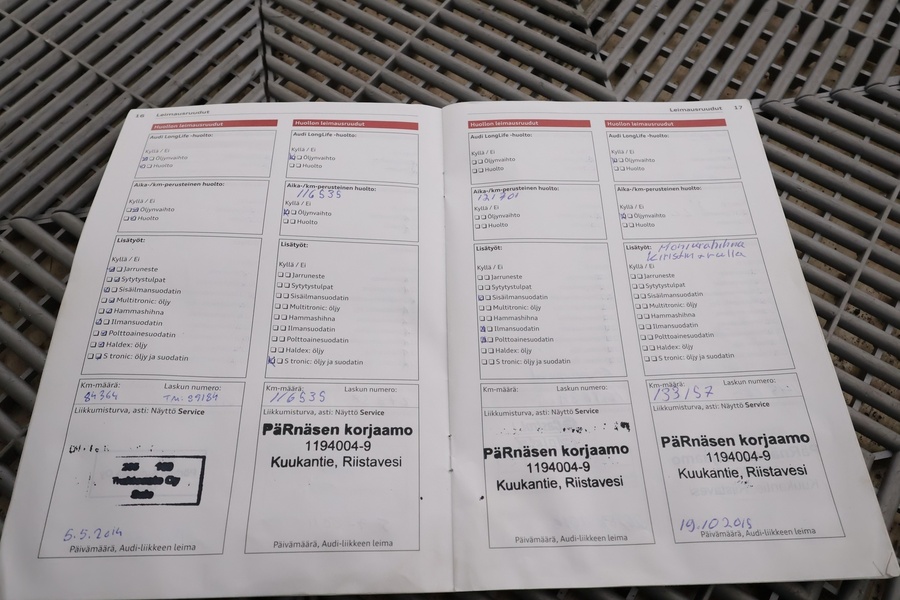 16 Leimausruudut
Huollon leimausruudut
Audi LongLife -huolto:
Kyllä / Ei
Öljynvaihto
Huolto
Aika-/km-perusteinen huolto:
Kyllä / Ei
Öljynvaihto
Huolto
Lisätyöt:
Kyllä / Ei
Jarruneste
Sytytystulpat
Sisäilmansuodatin
Multitronic: öljy
Hammashihna
Ilmansuodatin
Polttoainesuodatin
Haldex: öljy
S tronic: öljy ja suodatin
Km-määrä: Laskun numero:
84364
Liikkumisturva, asti: Näyttö Service
5.5.2014
Päivämäärä, Audi-liikkeen leima
Huollon leimausruudut
Audi LongLife -huolto:
Kyllä / Ei
Öljynvaihto
Huolto
Aika-/km-perusteinen huolto:
116535
Kyllä / Ei
Öljynvaihto
Huolto
Lisätyöt:
Kyllä / Ei
Jarruneste
Sytytystulpat
Sisäilmansuodatin
Multitronic: öljy
Hammashihna
Ilmansuodatin
Polttoainesuodatin
Haldex: öljy
S tronic: öljy ja suodatin
Km-määrä: Laskun numero:
116535
Liikkumisturva, asti: Näyttö Service
PäRnäsen korjaamo
1194004-9
Kuukantie, Riistavesi
Päivämäärä, Audi-liikkeen leima
Leimausruudut 17
Huollon leimausruudut
Audi LongLife -huolto:
Kyllä / Ei
Öljynvaihto
Huolto
Aika-/km-perusteinen huolto:
121701
Kyllä / Ei
Öljynvaihto
Huolto
Lisätyöt:
Kyllä / Ei
Jarruneste
Sytytystulpat
Sisäilmansuodatin
Multitronic: öljy
Hammashihna
Ilmansuodatin
Polttoainesuodatin
Haldex: öljy
S tronic: öljy ja suodatin
Km-määrä: Laskun numero:
Liikkumisturva, asti: Näyttö Service
PäRnäsen korjaamo
1194004-9
Kuukantie, Riistavesi
Päivämäärä, Audi-liikkeen leima
Huollon leimausruudut
Audi LongLife -huolto:
Kyllä / Ei
Öljynvaihto
Huolto
Aika-/km-perusteinen huolto:
Kyllä / Ei
Öljynvaihto
Huolto
Lisätyöt: Moniurahihna
Kyllä / Ei
Jarruneste
Sytytystulpat
Sisäilmansuodatin
Multitronic: öljy
Hammashihna
Ilmansuodatin
Polttoainesuodatin
Haldex: öljy
S tronic: öljy ja suodatin
Km-määrä: Laskun numero:
133157
Liikkumisturva, asti: Näyttö Service
PäRnäsen korjaamo
1194004-9
Kuukantie, Riistavesi
19.10.2015
Päivämäärä, Audi-liikkeen leima